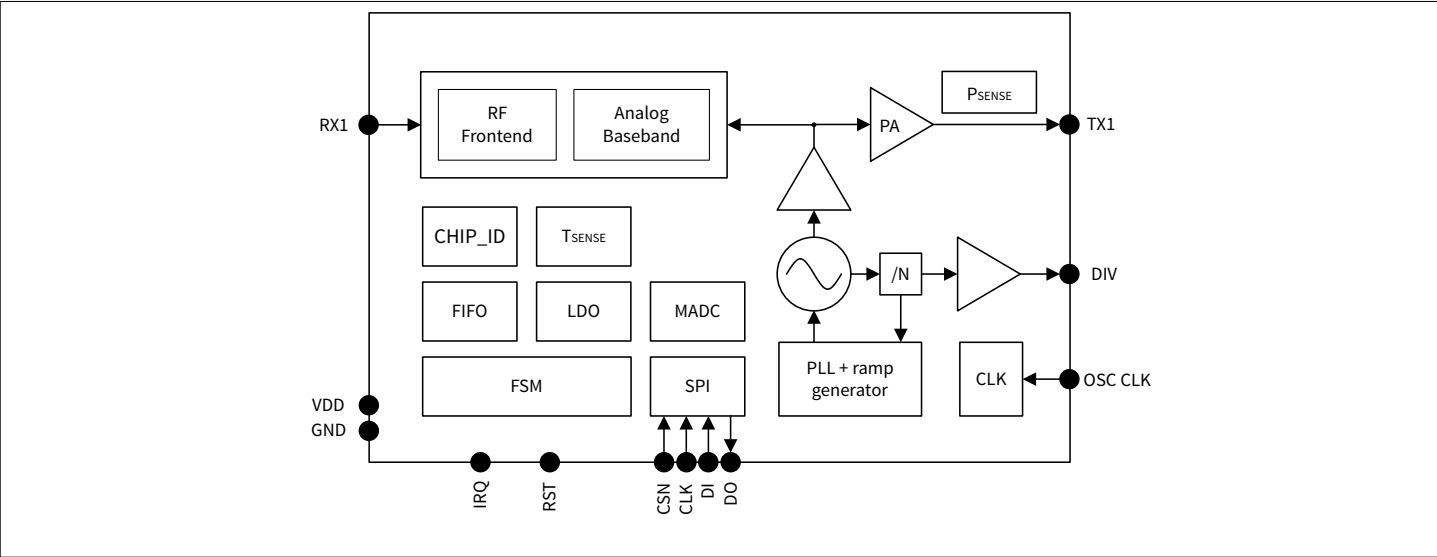 PSENSE
RX1
RF
Frontend
Analog
Baseband
PA
TX1
CHIP_ID
TSENSE
/N
DIV
FIFO
LDO
MADC
PLL + ramp
generator
CLK
OSC CLK
FSM
SPI
VDD
GND
IRQ
RST
CSN
CLK
DI
DO